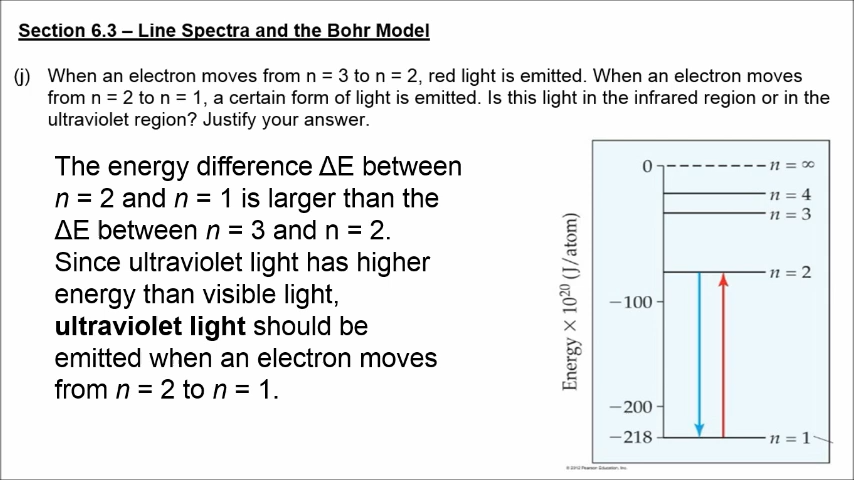 Section 6.3 – Line Spectra and the Bohr Model
(j) When an electron moves from n = 3 to n = 2, red light is emitted. When an electron moves
from n = 2 to n = 1, a certain form of light is emitted. Is this light in the infrared region or in the
ultraviolet region? Justify your answer.
The energy difference ΔE between
n = 2 and n = 1 is larger than the
ΔE between n = 3 and n = 2.
Since ultraviolet light has higher
energy than visible light,
ultraviolet light should be
emitted when an electron moves
from n = 2 to n = 1.
Energy × 10²⁰ (J/atom)
0
n = ∞
n = 4
n = 3
n = 2
−100
−200
−218
n = 1
© 2012 Pearson Education, Inc.